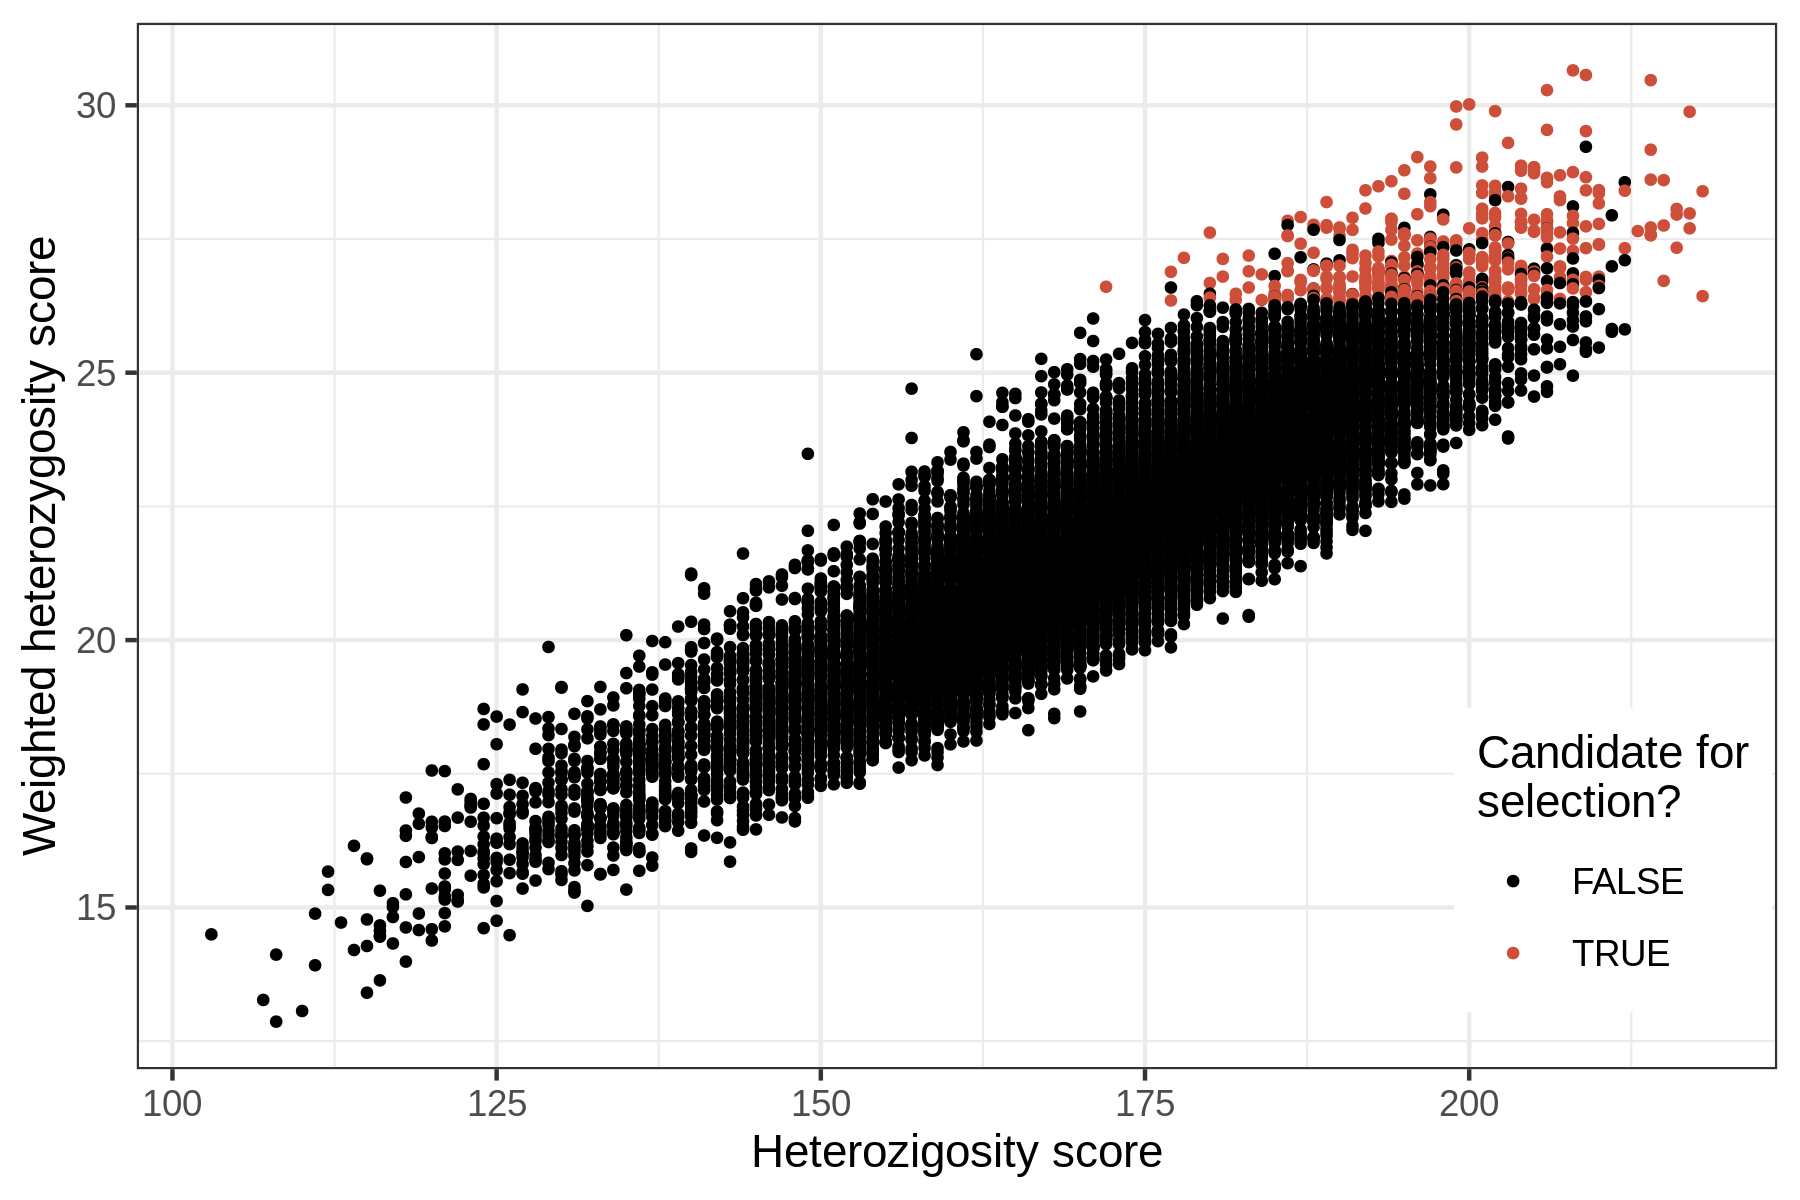 30
25
20
15
Weighted heterozygosity score
100
125
150
175
200
Heterozigosity score
Candidate for
selection?
FALSE
TRUE